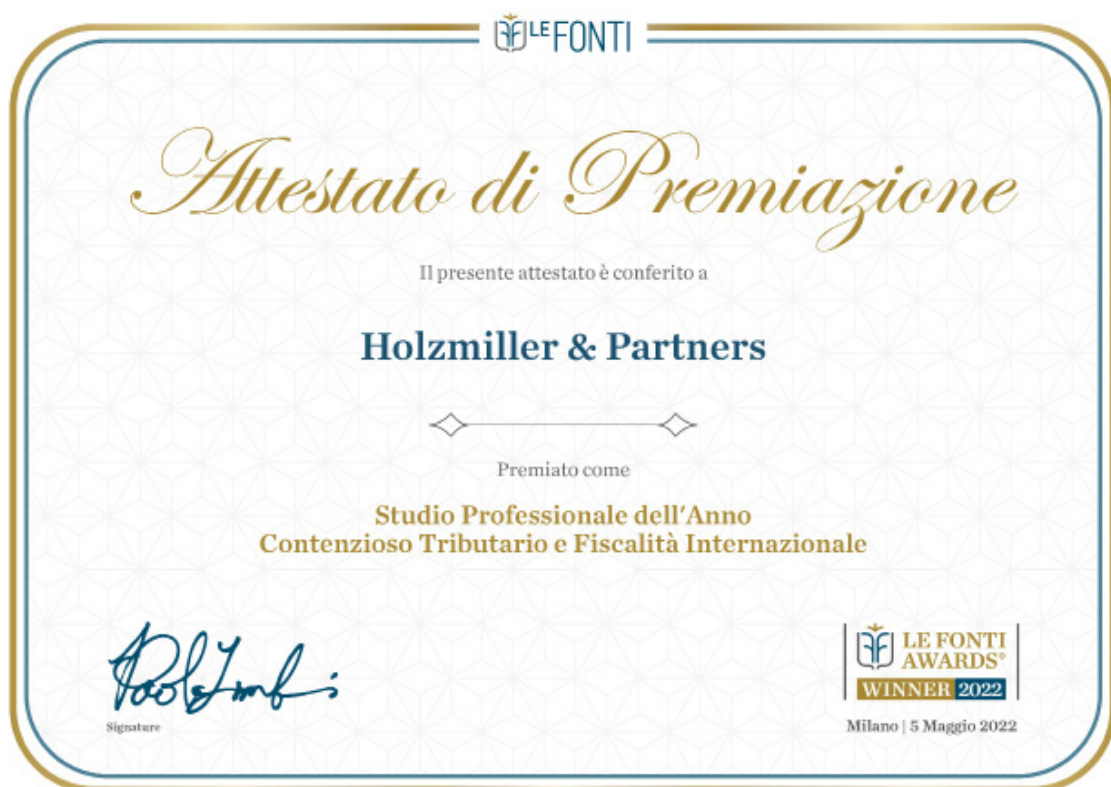 LE FONTI
Attestato di Premiazione
Il presente attestato è conferito a
Holzmiller & Partners
Premiato come
Studio Professionale dell'Anno
Contenzioso Tributario e Fiscalità Internazionale
Signature
LE FONTI
AWARDS®
WINNER 2022
Milano | 5 Maggio 2022